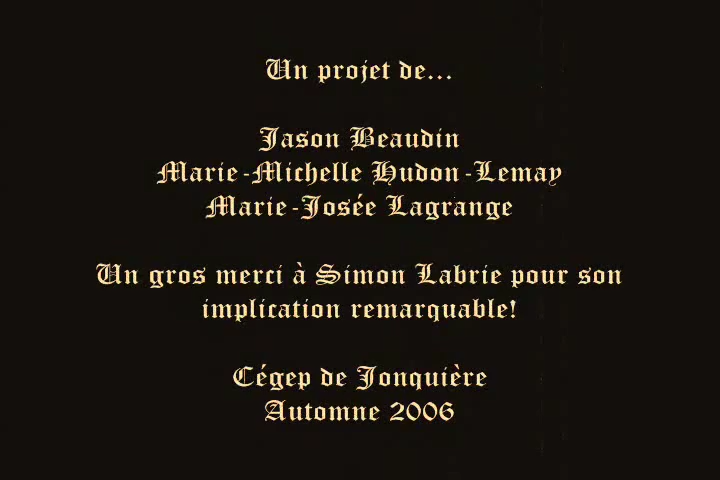 Un projet de...
Jason Beaudin
Marie-Michelle Hudon-Lemay
Marie-Josée Lagrange
Un gros merci à Simon Labrie pour son
implication remarquable!
Cégep de Jonquière
Automne 2006